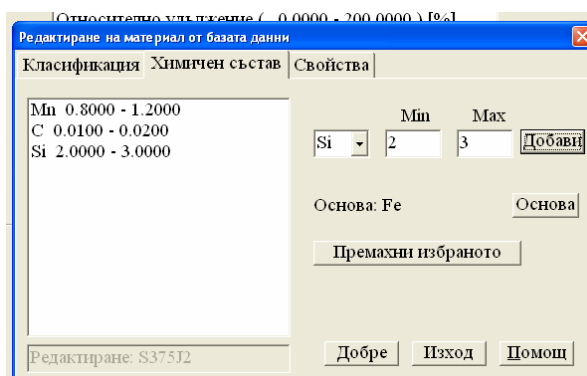 Относително удължение ( 0.0000 - 200.0000 ) [%]
Редактиране на материал от базата данни
Класификация Химичен състав Свойства
Mn 0.8000 - 1.2000
C 0.0100 - 0.0200
Si 2.0000 - 3.0000
Min Max
Si 2 3 Добави
Основа: Fe Основа
Премахни избраното
Редактиране: S375J2
Добре Изход Помощ